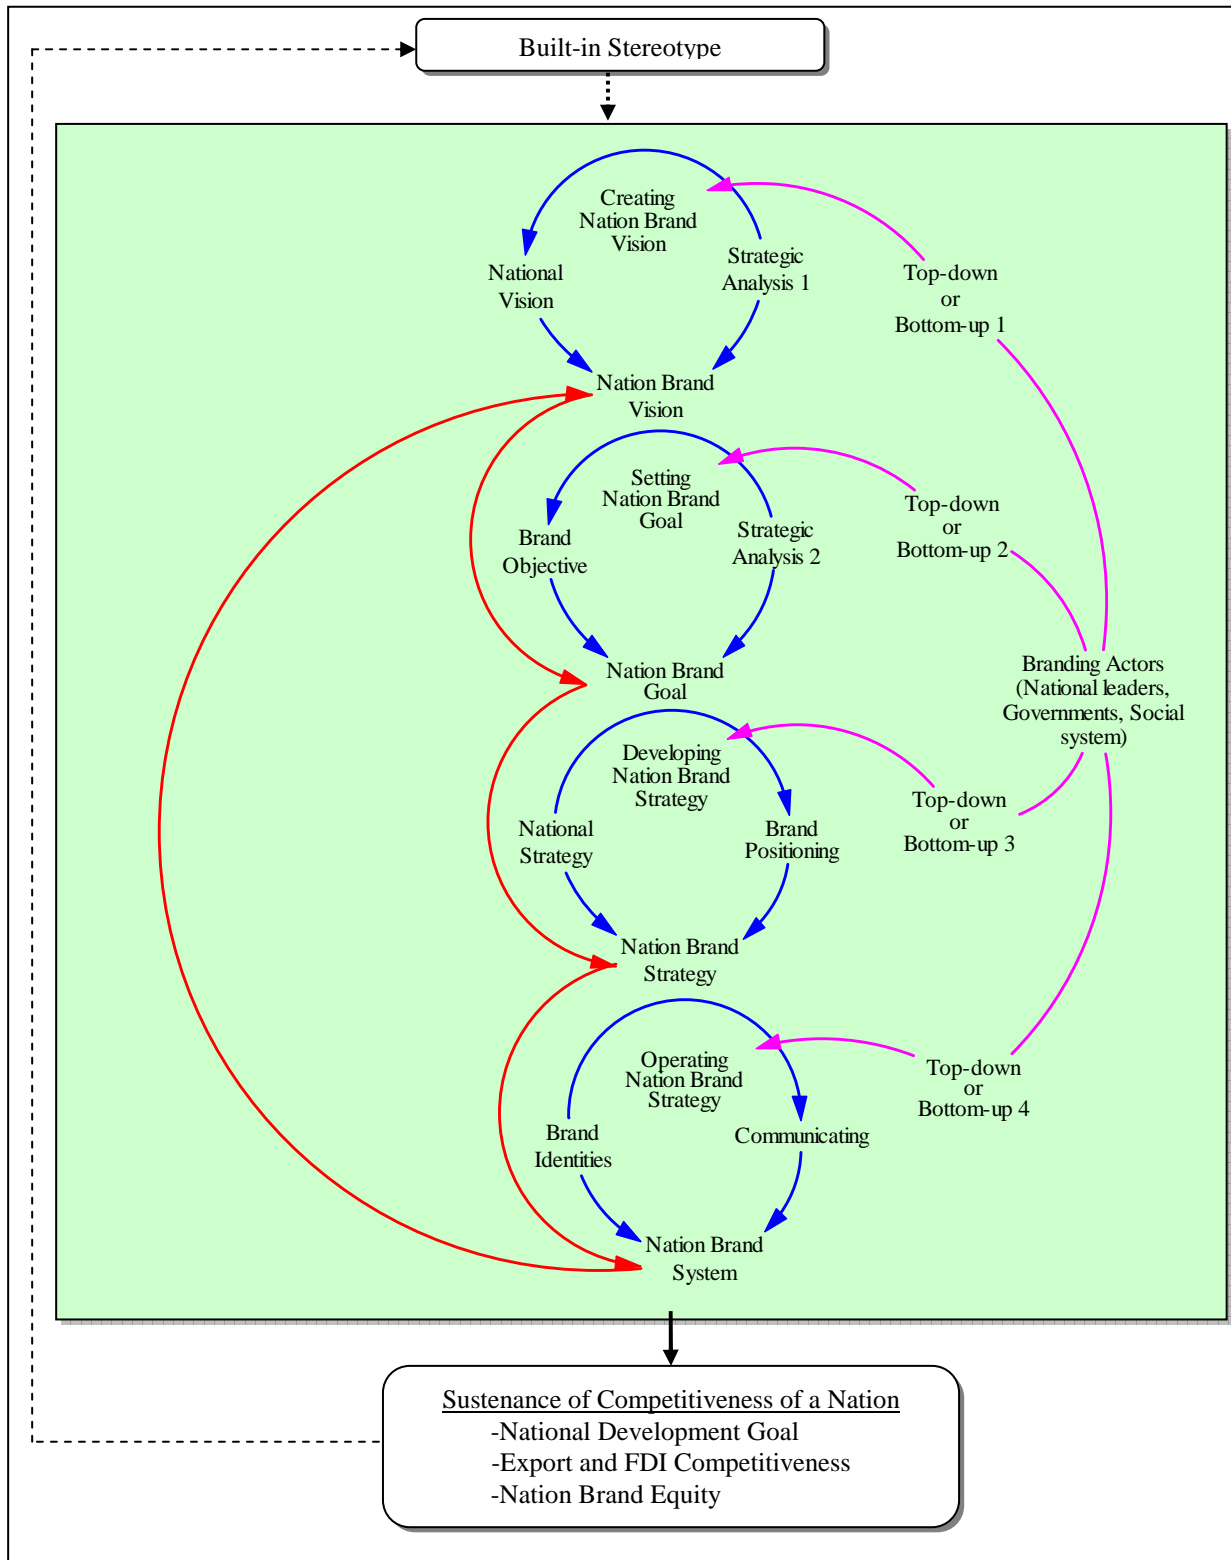 Built-in Stereotype
Creating
Nation Brand
Vision
National
Vision
Strategic
Analysis 1
Top-down
or
Bottom-up 1
Nation Brand
Vision
Setting
Nation Brand
Goal
Brand
Objective
Strategic
Analysis 2
Top-down
or
Bottom-up 2
Nation Brand
Goal
Branding Actors
(National leaders,
Governments, Social
system)
Developing
Nation Brand
Strategy
National
Strategy
Brand
Positioning
Top-down
or
Bottom-up 3
Nation Brand
Strategy
Operating
Nation Brand
Strategy
Brand
Identities
Communicating
Top-down
or
Bottom-up 4
Nation Brand
System
Sustenance of Competitiveness of a Nation
-National Development Goal
-Export and FDI Competitiveness
-Nation Brand Equity